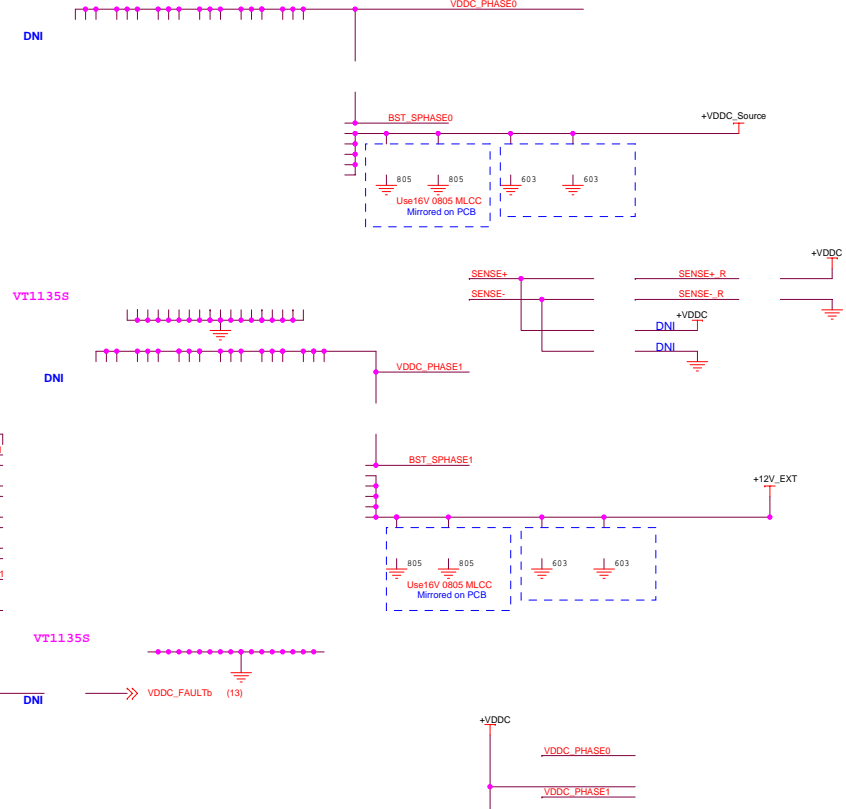 VDDC_PHASE0
DNI
BST_SPHASE0
+VDDC_Source
805 805 603 603
Use16V 0805 MLCC
Mirrored on PCB
+VDDC
SENSE+ SENSE+_R
VT1135S
SENSE- SENSE-_R
+VDDC
DNI
DNI
VDDC_PHASE1
DNI
BST_SPHASE1
+12V_EXT
805 805 603 603
Use16V 0805 MLCC
Mirrored on PCB
VT1135S
VDDC_FAULTb (13)
DNI
+VDDC
VDDC_PHASE0
VDDC_PHASE1